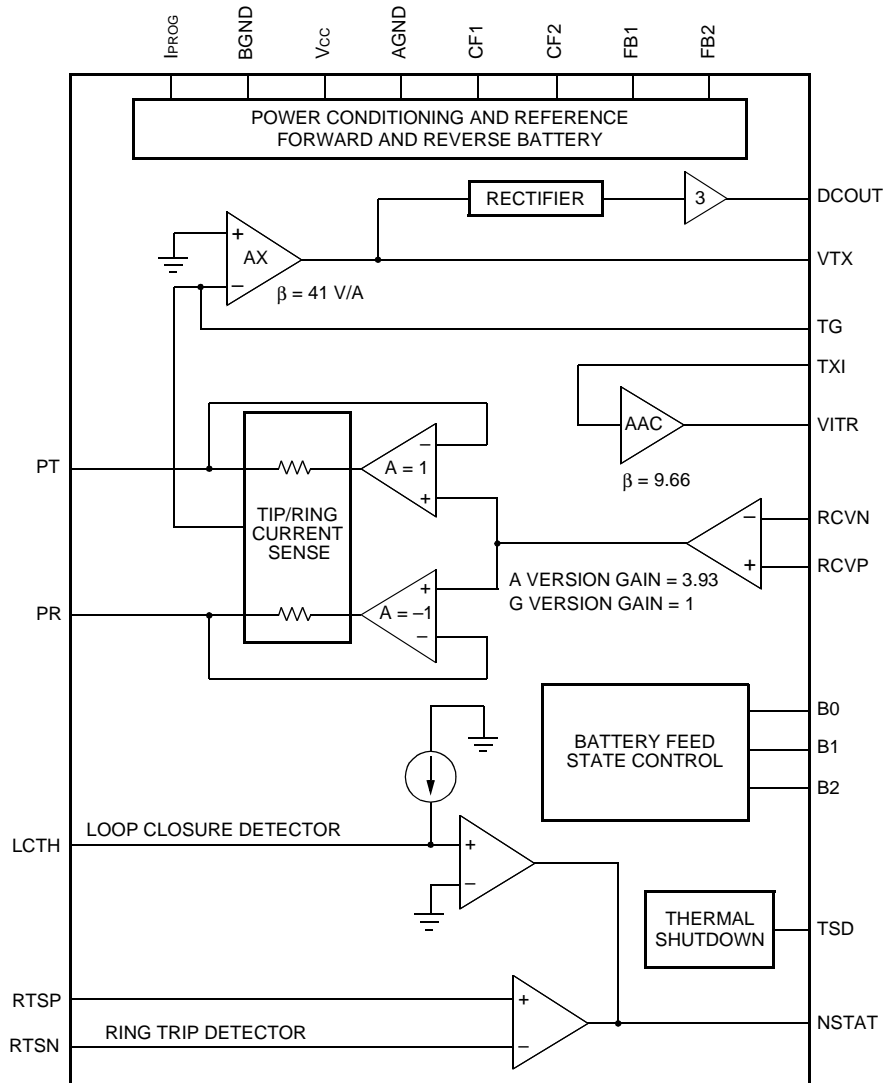 IPROG
BGND
VCC
AGND
CF1
CF2
FB1
FB2
POWER CONDITIONING AND REFERENCE
FORWARD AND REVERSE BATTERY
RECTIFIER
3
DCOUT
+
AX
–
β = 41 V/A
VTX
TG
TXI
AAC
VITR
β = 9.66
PT
TIP/RING
CURRENT
SENSE
–
A = 1
+
–
RCVN
+
RCVP
A VERSION GAIN = 3.93
G VERSION GAIN = 1
PR
+
A = –1
–
BATTERY FEED
STATE CONTROL
B0
B1
B2
LCTH
LOOP CLOSURE DETECTOR
+
–
THERMAL
SHUTDOWN
TSD
RTSP
+
RTSN
RING TRIP DETECTOR
–
NSTAT